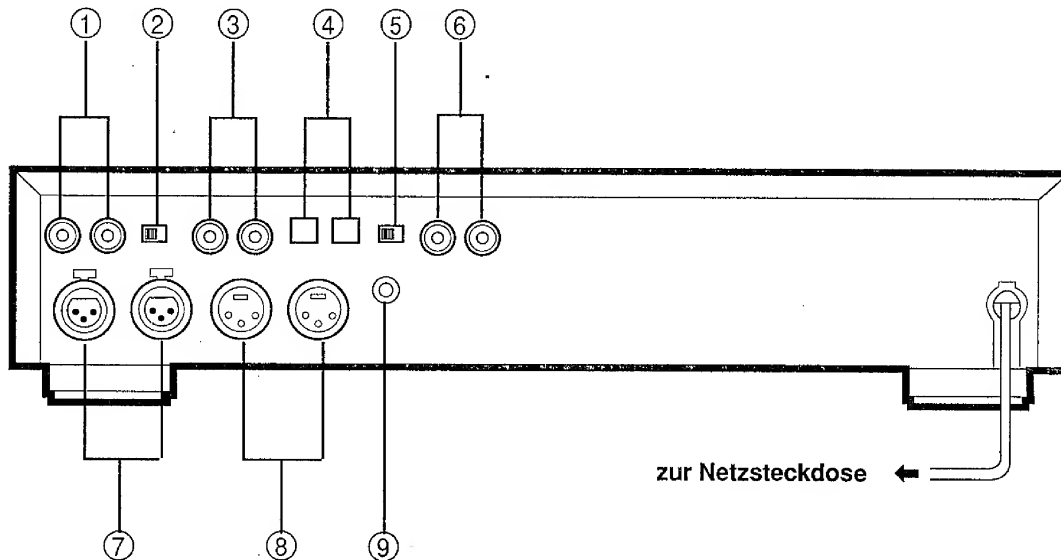 ① ② ③ ④ ⑤ ⑥
zur Netzsteckdose
⑦ ⑧ ⑨